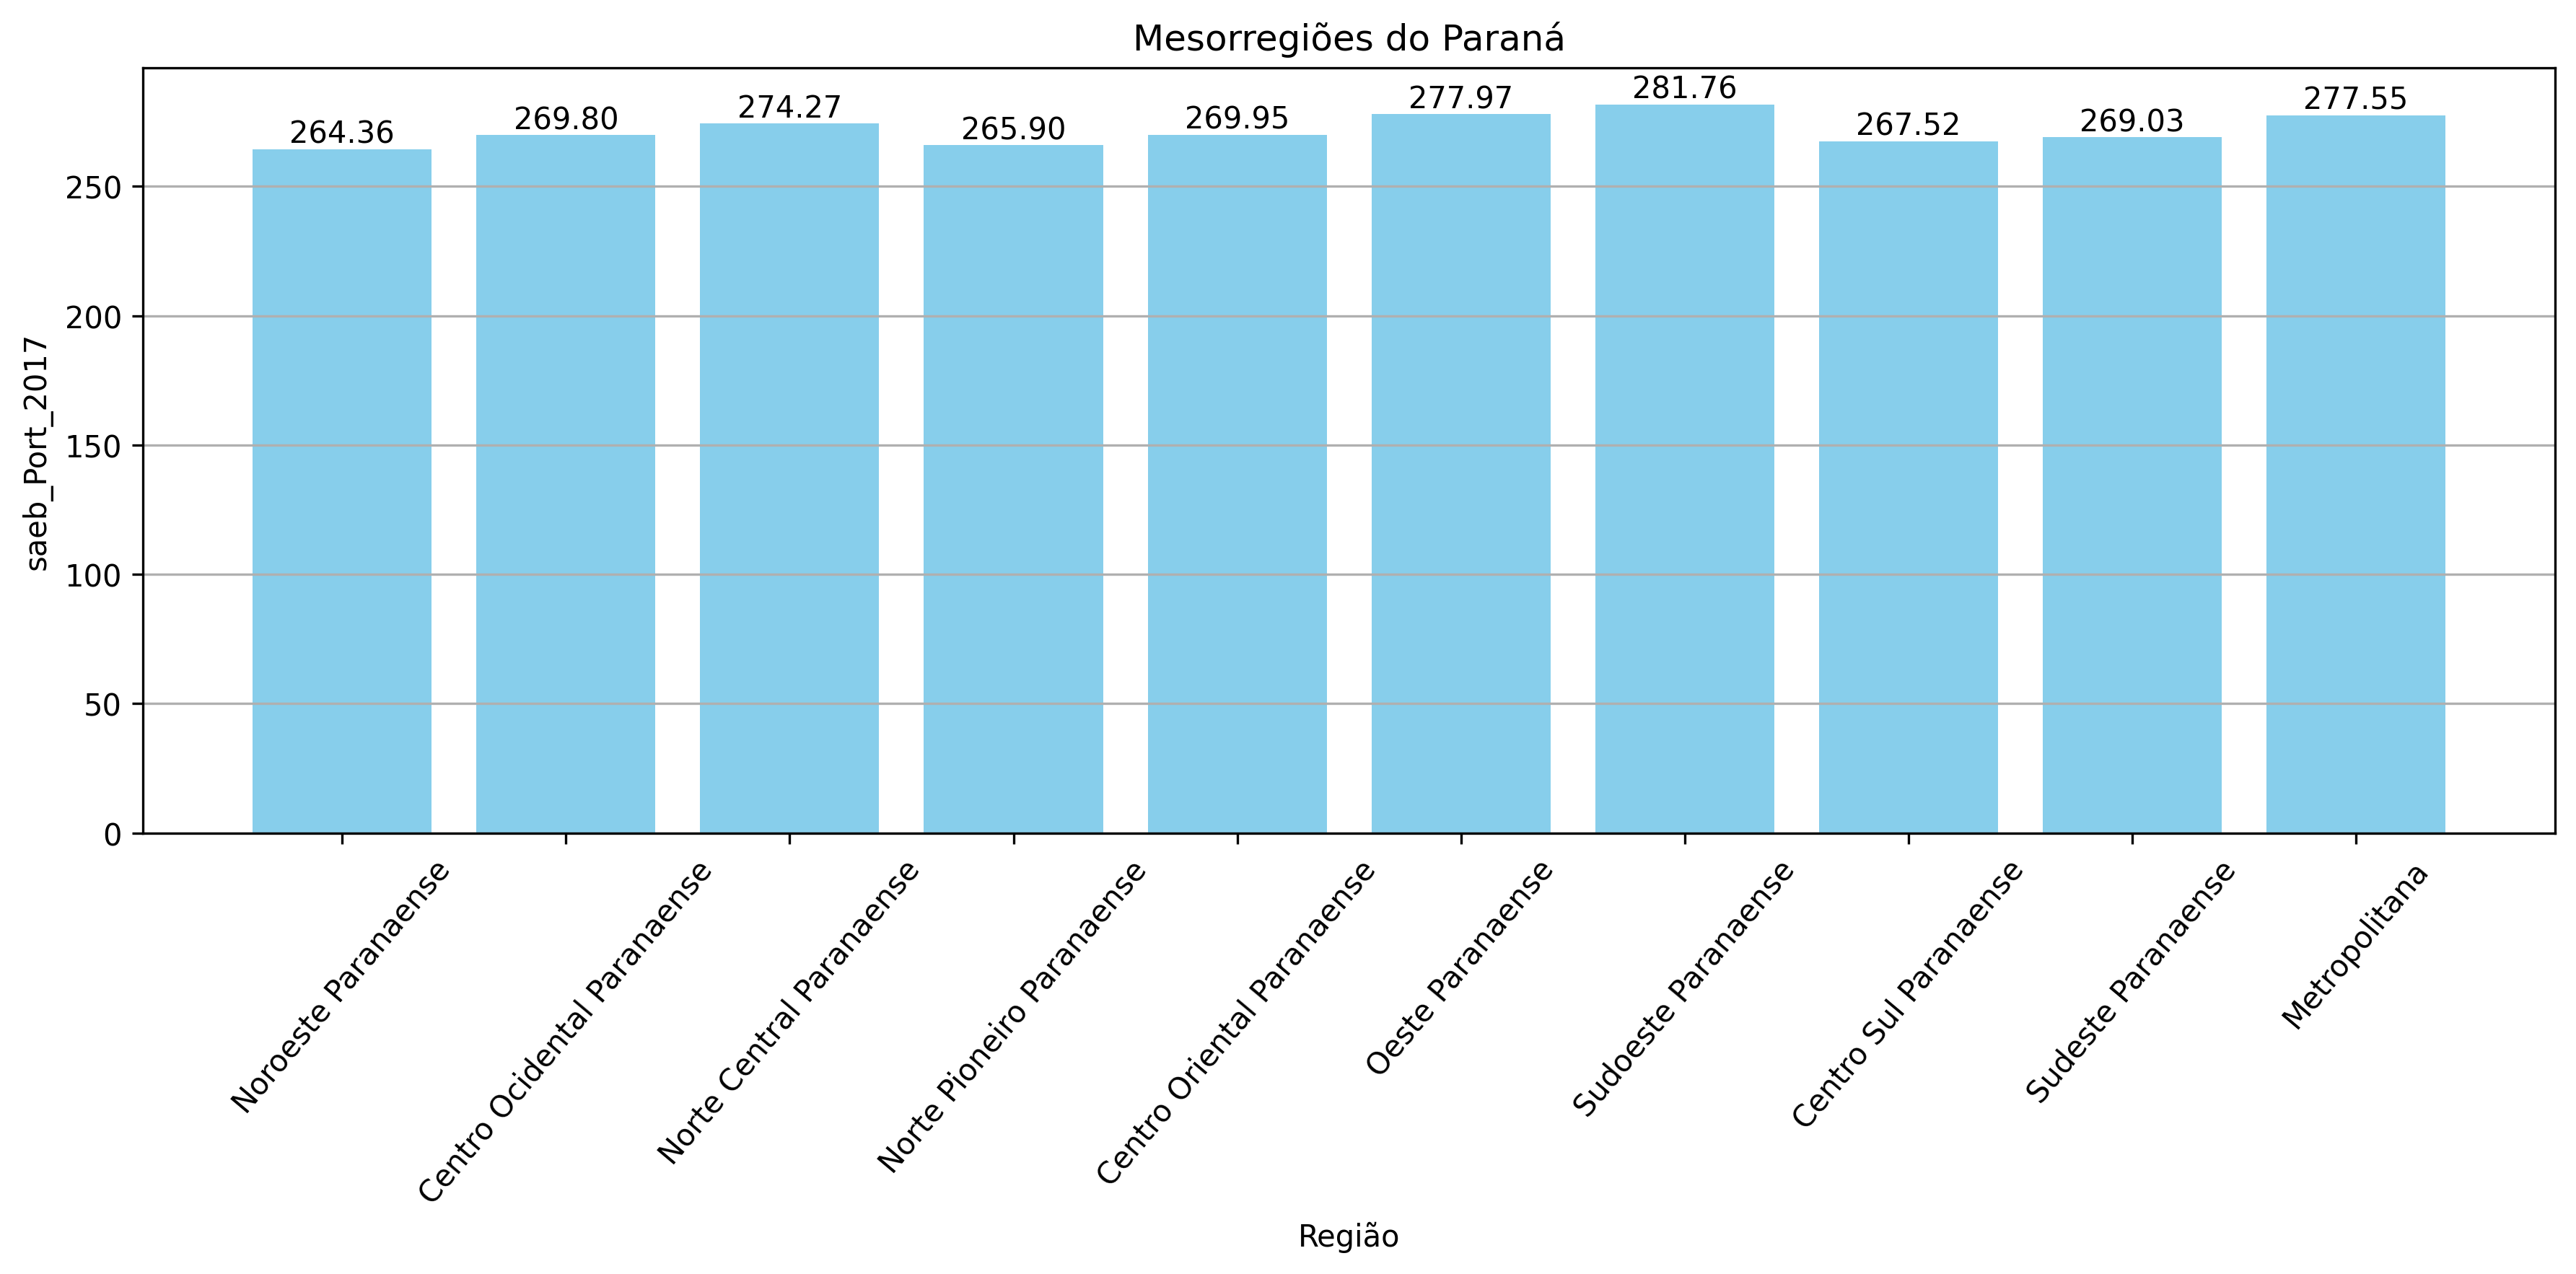 Mesorregiões do Paraná
264.36
269.80
274.27
265.90
269.95
277.97
281.76
267.52
269.03
277.55
saeb_Port_2017
250
200
150
100
50
0
Noroeste Paranaense
Centro Ocidental Paranaense
Norte Central Paranaense
Norte Pioneiro Paranaense
Centro Oriental Paranaense
Oeste Paranaense
Sudoeste Paranaense
Centro Sul Paranaense
Sudeste Paranaense
Metropolitana
Região